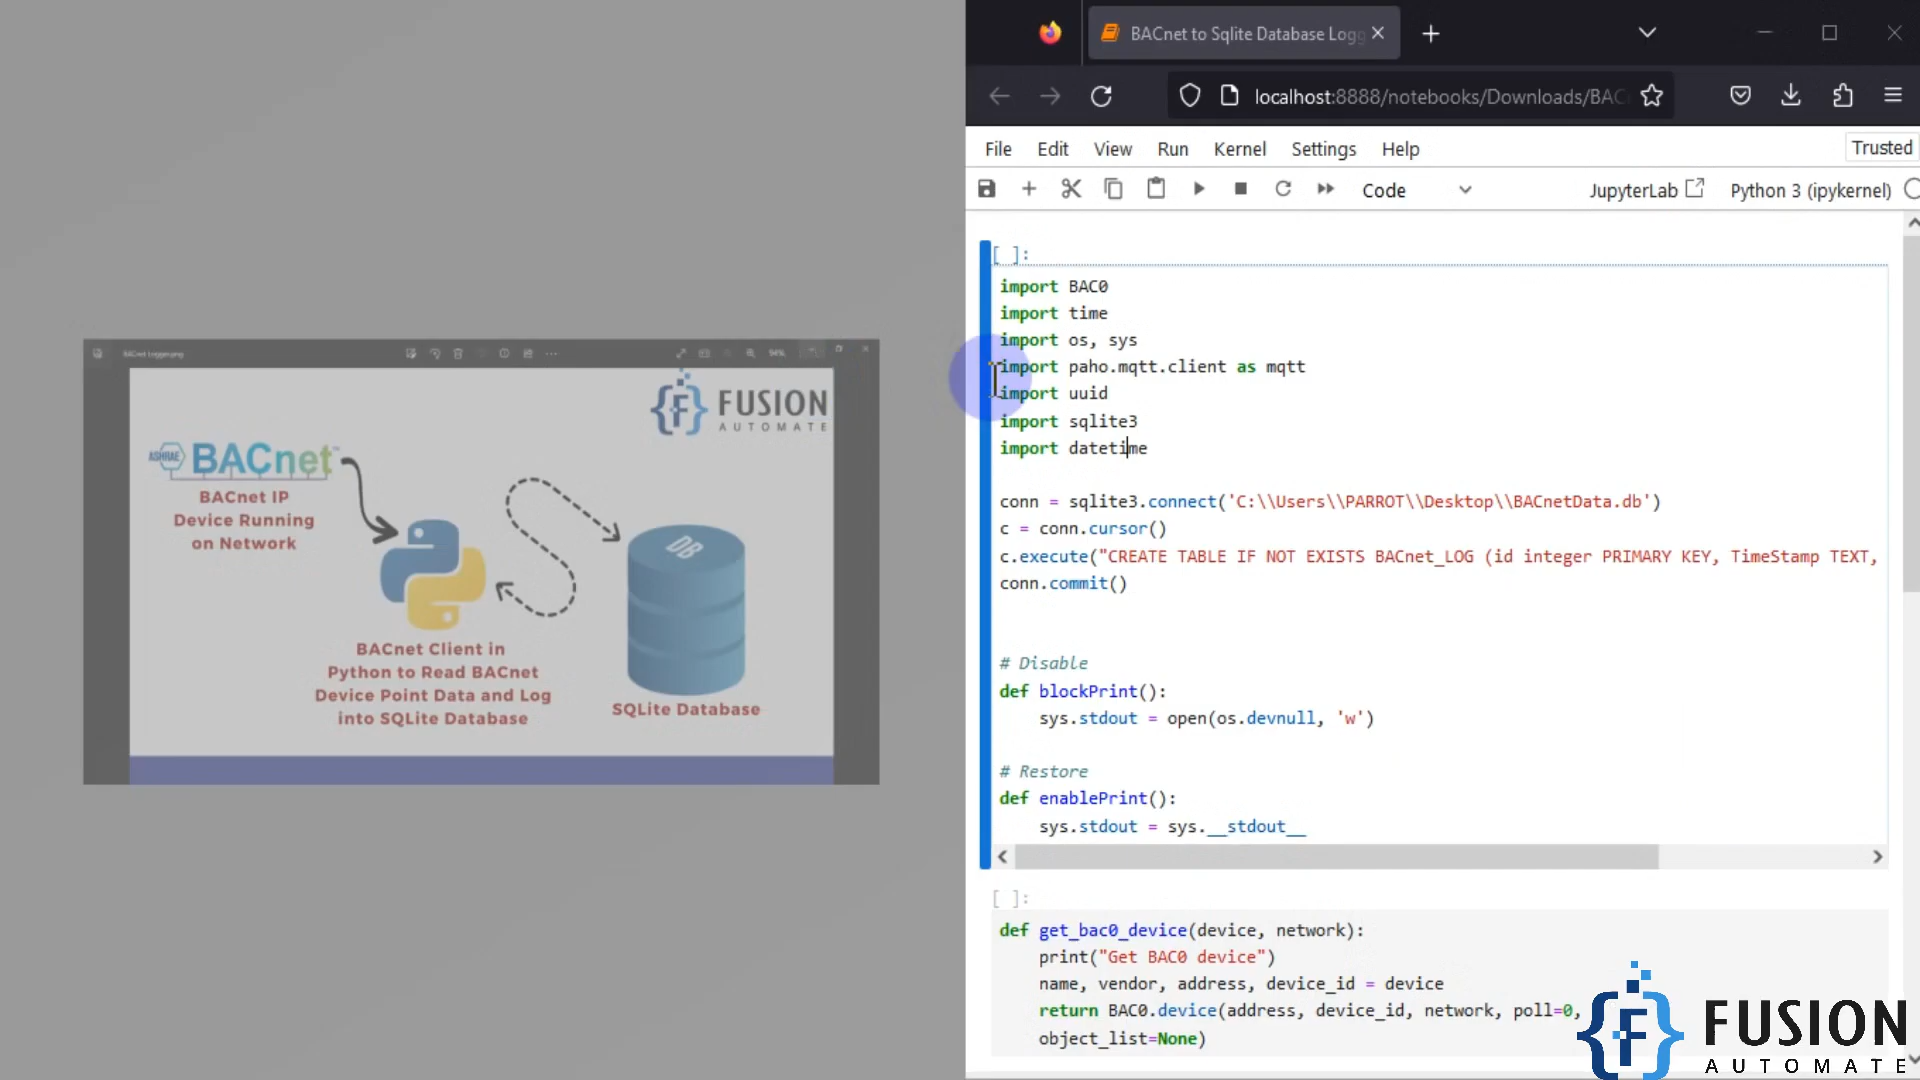 BACnet Logger.png
94%
FUSION
AUTOMATE
ASHRAE BACnet™
BACnet IP
Device Running
on Network
DB
BACnet Client in
Python to Read BACnet
Device Point Data and Log
into SQLite Database
SQLite Database
BACnet to Sqlite Database Logg
localhost:8888/notebooks/Downloads/BAC
File Edit View Run Kernel Settings Help
Trusted
Code
JupyterLab
Python 3 (ipykernel)
[ ]:
import BAC0
import time
import os, sys
import paho.mqtt.client as mqtt
import uuid
import sqlite3
import datetime
conn = sqlite3.connect('C:\\Users\\PARROT\\Desktop\\BACnetData.db')
c = conn.cursor()
c.execute("CREATE TABLE IF NOT EXISTS BACnet_LOG (id integer PRIMARY KEY, TimeStamp TEXT,
conn.commit()
# Disable
def blockPrint():
sys.stdout = open(os.devnull, 'w')
# Restore
def enablePrint():
sys.stdout = sys.__stdout__
[ ]:
def get_bac0_device(device, network):
print("Get BAC0 device")
name, vendor, address, device_id = device
return BAC0.device(address, device_id, network, poll=0,
object_list=None)
{F} FUSION
AUTOMATE